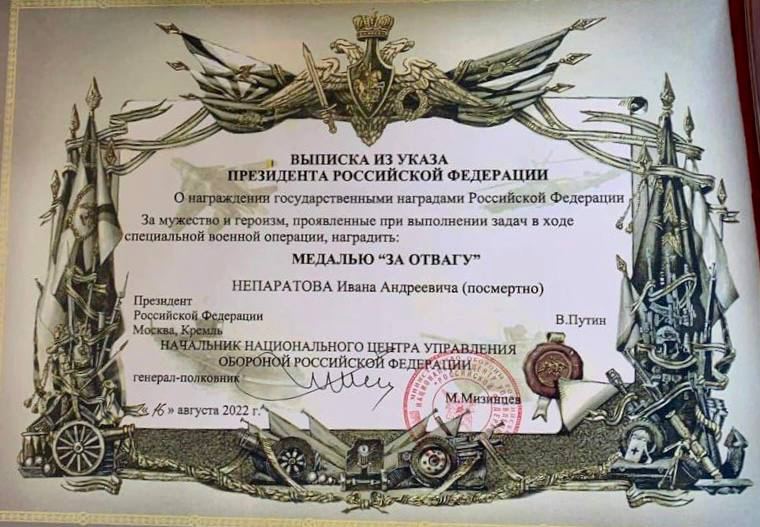 ВЫПИСКА ИЗ УКАЗА
ПРЕЗИДЕНТА РОССИЙСКОЙ ФЕДЕРАЦИИ
О награждении государственными наградами Российской Федерации
За мужество и героизм, проявленные при выполнении задач в ходе
специальной военной операции, наградить:
МЕДАЛЬЮ "ЗА ОТВАГУ"
НЕПАРАТОВА Ивана Андреевича (посмертно)
Президент
Российской Федерации
Москва, Кремль
В.Путин
НАЧАЛЬНИК НАЦИОНАЛЬНОГО ЦЕНТРА УПРАВЛЕНИЯ
ОБОРОНОЙ РОССИЙСКОЙ ФЕДЕРАЦИИ
генерал-полковник
М.Мизинцев
16 » августа 2022 г.